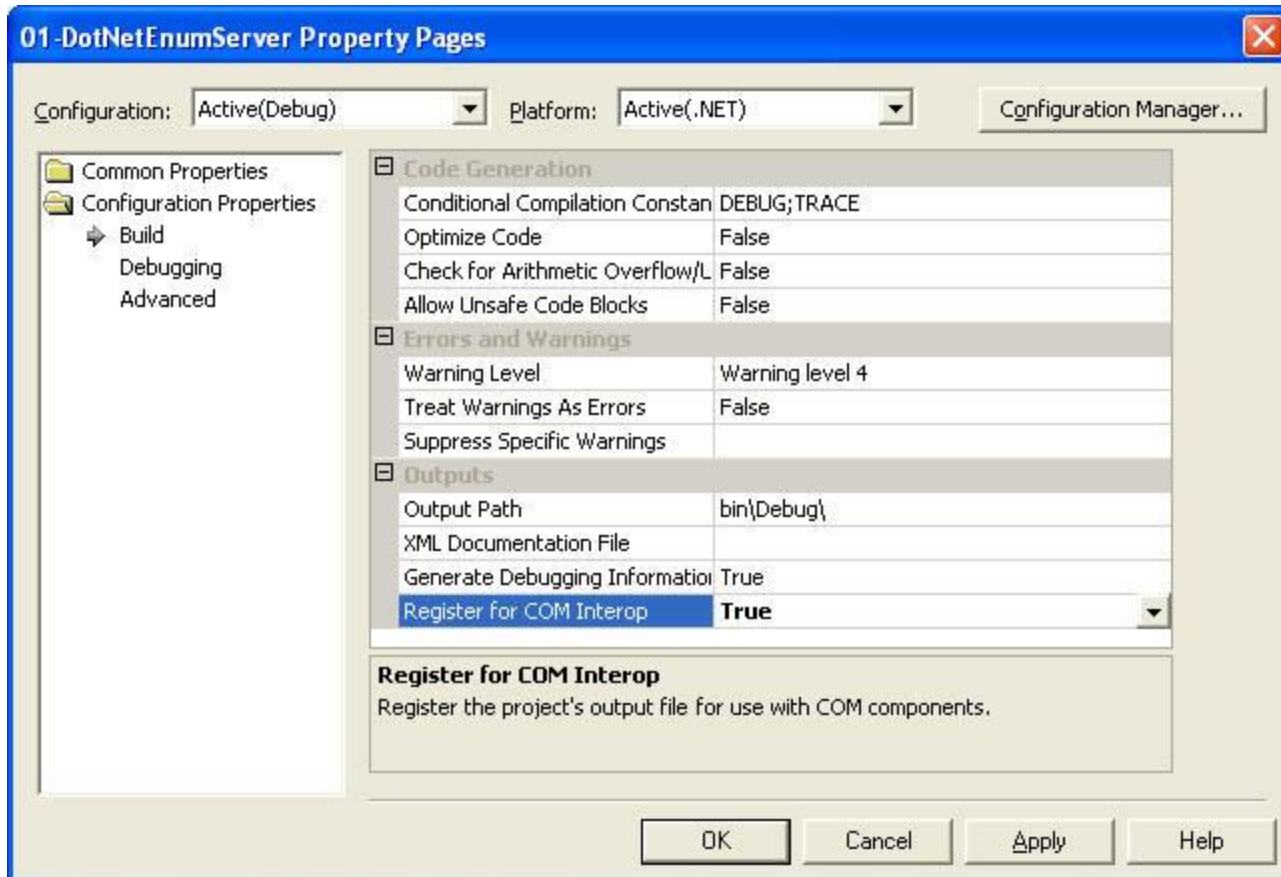 01-DotNetEnumServer Property Pages
Configuration: Active(Debug) Platform: Active(.NET) Configuration Manager...
Common Properties
Configuration Properties
Build
Debugging
Advanced
Code Generation
Conditional Compilation Constan DEBUG;TRACE
Optimize Code False
Check for Arithmetic Overflow/L False
Allow Unsafe Code Blocks False
Errors and Warnings
Warning Level Warning level 4
Treat Warnings As Errors False
Suppress Specific Warnings
Outputs
Output Path bin\Debug\
XML Documentation File
Generate Debugging Informatio True
Register for COM Interop True
Register for COM Interop
Register the project's output file for use with COM components.
OK Cancel Apply Help